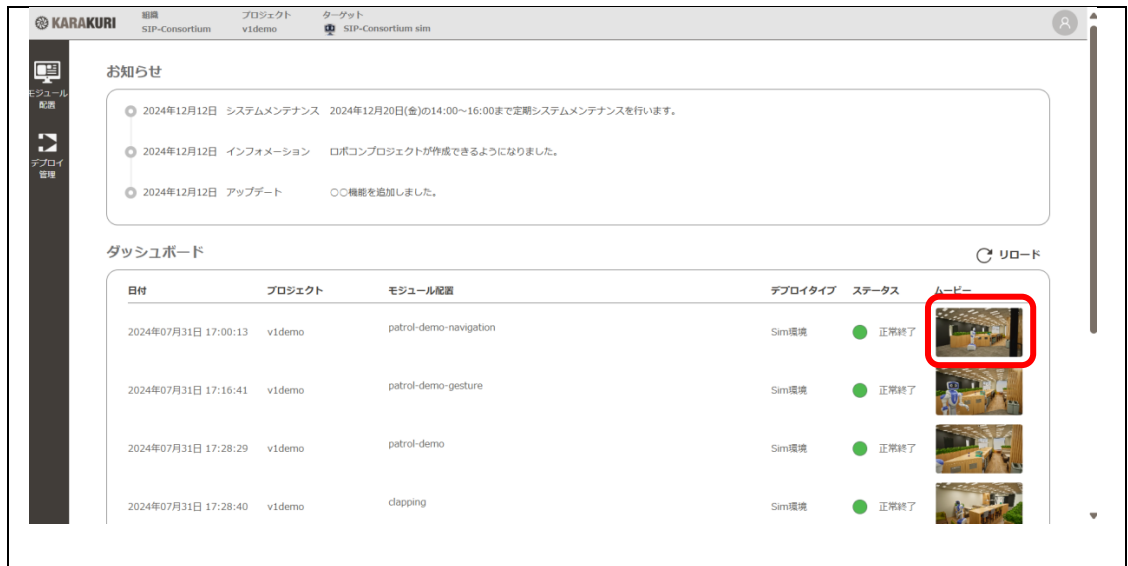 KARAKURI
組織 プロジェクト ターゲット
SIP-Consortium v1demo SIP-Consortium sim
モジュール
配置
デプロイ
管理
お知らせ
2024年12月12日 システムメンテナンス 2024年12月20日(金)の14:00～16:00まで定期システムメンテナンスを行います。
2024年12月12日 インフォメーション ロボコンプロジェクトが作成できるようになりました。
2024年12月12日 アップデート 〇〇機能を追加しました。
ダッシュボード リロード
日付 プロジェクト モジュール配置 デプロイタイプ ステータス ムービー
2024年07月31日 17:00:13 v1demo patrol-demo-navigation Sim環境 正常終了
2024年07月31日 17:16:41 v1demo patrol-demo-gesture Sim環境 正常終了
2024年07月31日 17:28:29 v1demo patrol-demo Sim環境 正常終了
2024年07月31日 17:28:40 v1demo clapping Sim環境 正常終了